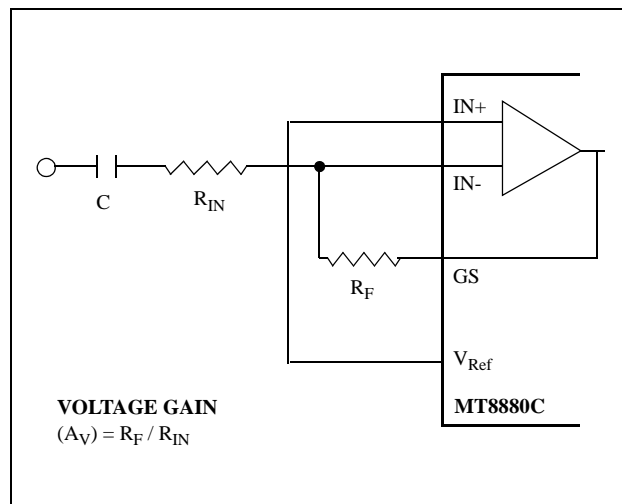 IN+
IN-
C
R_IN
R_F
GS
V_Ref
VOLTAGE GAIN
(A_V) = R_F / R_IN
MT8880C